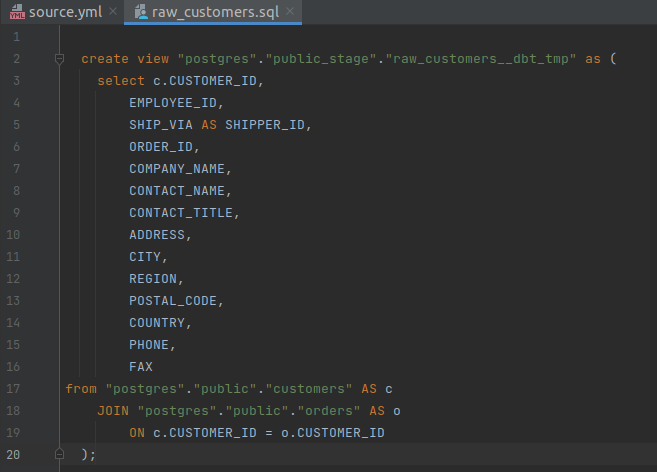 source.yml × raw_customers.sql ×
1
2 create view "postgres"."public_stage"."raw_customers__dbt_tmp" as (
3 select c.CUSTOMER_ID,
4 EMPLOYEE_ID,
5 SHIP_VIA AS SHIPPER_ID,
6 ORDER_ID,
7 COMPANY_NAME,
8 CONTACT_NAME,
9 CONTACT_TITLE,
10 ADDRESS,
11 CITY,
12 REGION,
13 POSTAL_CODE,
14 COUNTRY,
15 PHONE,
16 FAX
17 from "postgres"."public"."customers" AS c
18 JOIN "postgres"."public"."orders" AS o
19 ON c.CUSTOMER_ID = o.CUSTOMER_ID
20 );